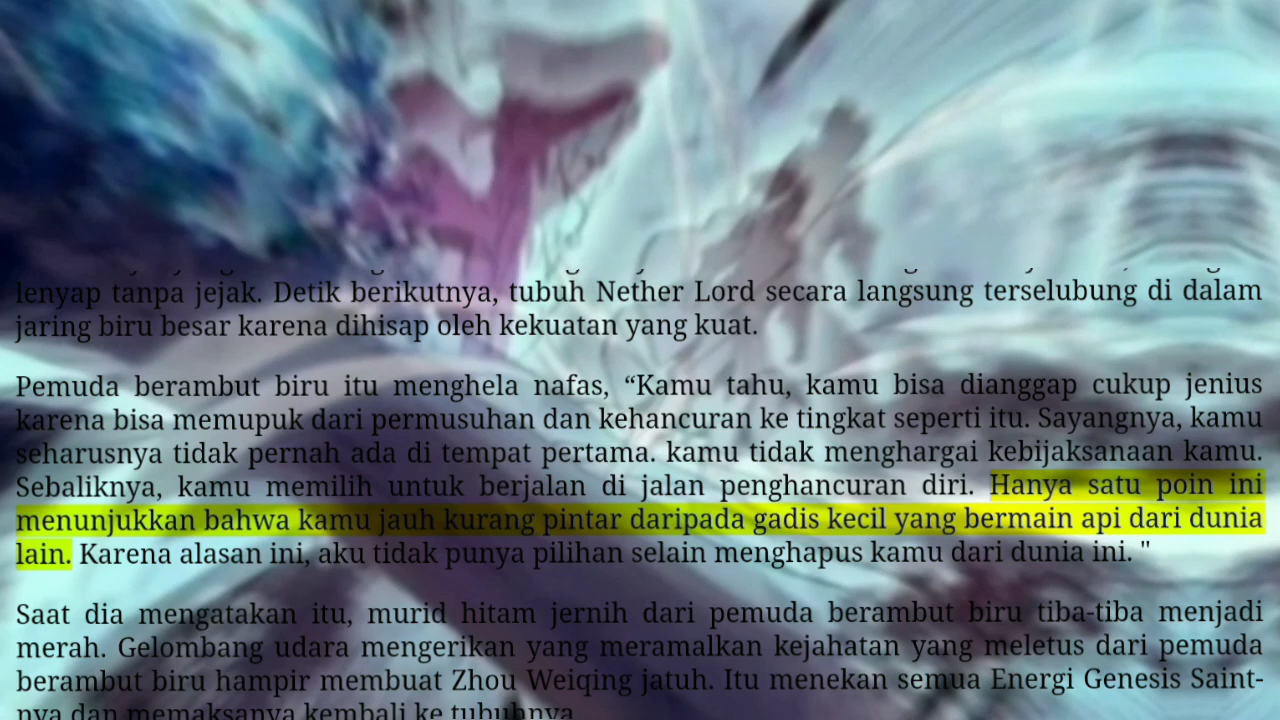 lenyap tanpa jejak. Detik berikutnya, tubuh Nether Lord secara langsung terselubung di dalam
jaring biru besar karena dihisap oleh kekuatan yang kuat.
Pemuda berambut biru itu menghela nafas, “Kamu tahu, kamu bisa dianggap cukup jenius
karena bisa memupuk dari permusuhan dan kehancuran ke tingkat seperti itu. Sayangnya, kamu
seharusnya tidak pernah ada di tempat pertama. kamu tidak menghargai kebijaksanaan kamu.
Sebaliknya, kamu memilih untuk berjalan di jalan penghancuran diri. Hanya satu poin ini
menunjukkan bahwa kamu jauh kurang pintar daripada gadis kecil yang bermain api dari dunia
lain. Karena alasan ini, aku tidak punya pilihan selain menghapus kamu dari dunia ini. "
Saat dia mengatakan itu, murid hitam jernih dari pemuda berambut biru tiba-tiba menjadi
merah. Gelombang udara mengerikan yang meramalkan kejahatan yang meletus dari pemuda
berambut biru hampir membuat Zhou Weiqing jatuh. Itu menekan semua Energi Genesis Saint-
nya dan memaksanya kembali ke tubuhnya